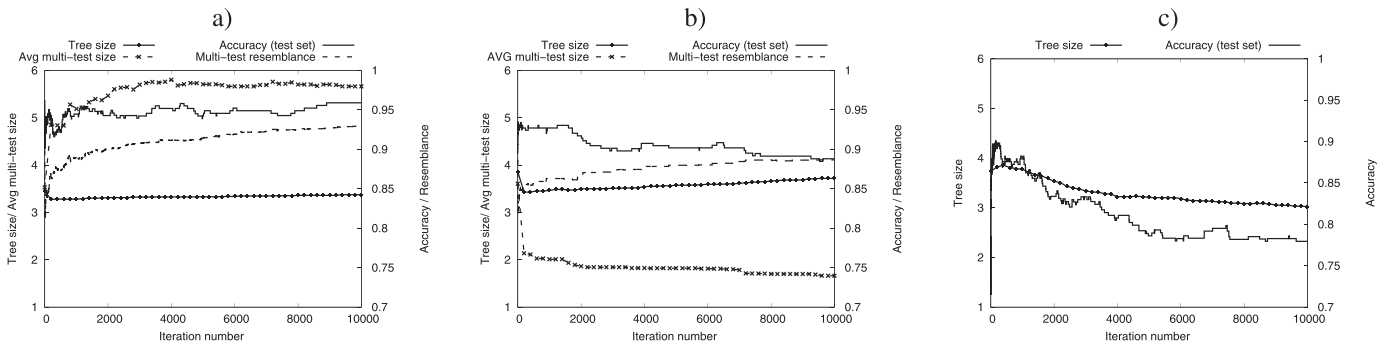 a)
Tree size
Accuracy (test set)
Avg multi-test size
Multi-test resemblance
6
5
4
3
2
1
1
0.95
0.9
0.85
0.8
0.75
0.7
0
2000
4000
6000
8000
10000
Tree size/ Avg multi-test size
Accuracy / Resemblance
Iteration number
b)
Tree size
Accuracy (test set)
AVG multi-test size
Multi-test resemblance
6
5
4
3
2
1
1
0.95
0.9
0.85
0.8
0.75
0.7
0
2000
4000
6000
8000
10000
Tree size/ Avg multi-test size
Accuracy / Resemblance
Iteration number
c)
Tree size
Accuracy (test set)
6
5
4
3
2
1
1
0.95
0.9
0.85
0.8
0.75
0.7
0
2000
4000
6000
8000
10000
Tree size
Accuracy
Iteration number